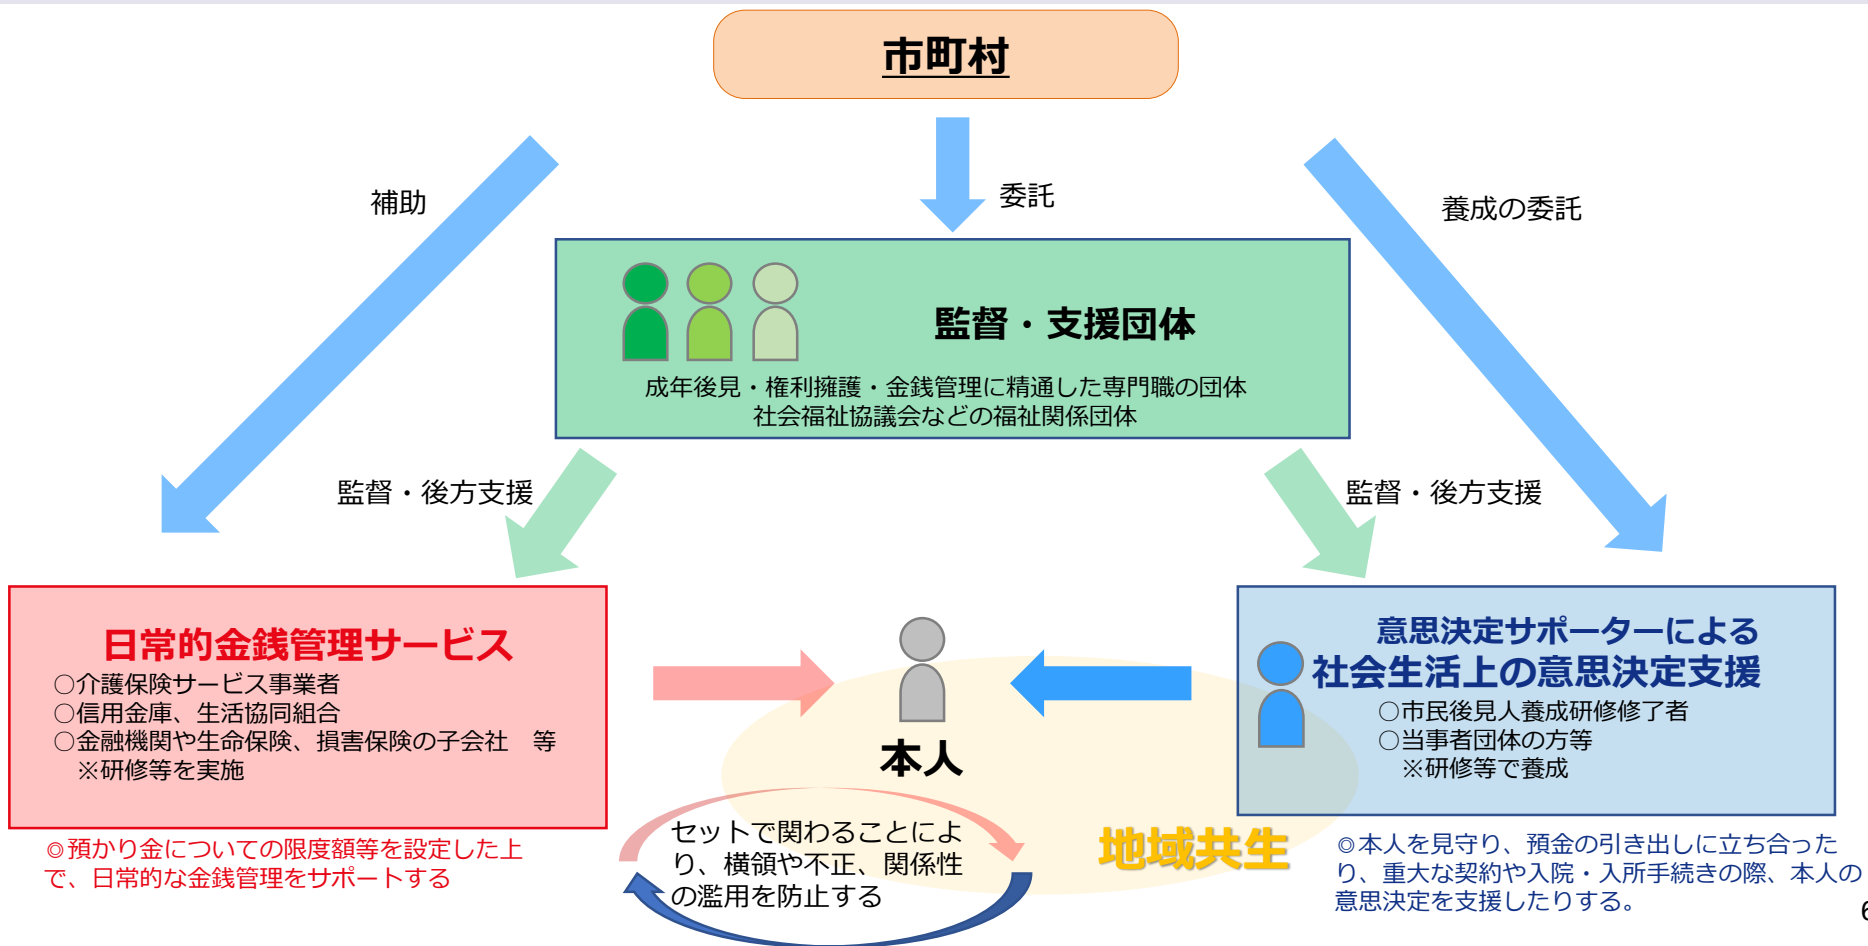 市町村
補助
委託
養成の委託
監督・支援団体
成年後見・権利擁護・金銭管理に精通した専門職の団体
社会福祉協議会などの福祉関係団体
監督・後方支援
監督・後方支援
日常的金銭管理サービス
○介護保険サービス事業者
○信用金庫、生活協同組合
○金融機関や生命保険、損害保険の子会社　等
※研修等を実施
◎預かり金についての限度額等を設定した上
で、日常的な金銭管理をサポートする
本人
セットで関わることによ
り、横領や不正、関係性
の濫用を防止する
地域共生
意思決定サポーターによる
社会生活上の意思決定支援
○市民後見人養成研修修了者
○当事者団体の方等
※研修等で養成
◎本人を見守り、預金の引き出しに立ち合った
り、重大な契約や入院・入所手続きの際、本人の
意思決定を支援したりする。
6